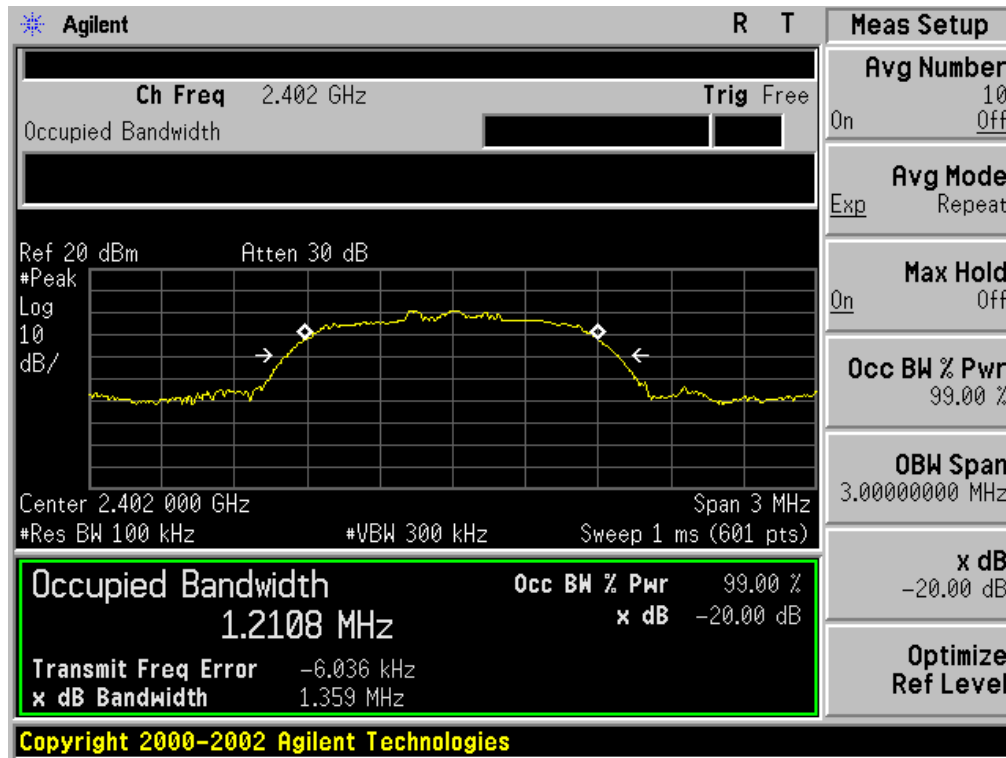 Agilent R T
Ch Freq 2.402 GHz Trig Free
Occupied Bandwidth
Ref 20 dBm Atten 30 dB
#Peak
Log
10
dB/
Center 2.402 000 GHz Span 3 MHz
#Res BW 100 kHz #VBW 300 kHz Sweep 1 ms (601 pts)
Occupied Bandwidth
1.2108 MHz
Occ BW % Pwr 99.00 %
x dB -20.00 dB
Transmit Freq Error -6.036 kHz
x dB Bandwidth 1.359 MHz
Copyright 2000-2002 Agilent Technologies
Meas Setup
Avg Number
10
On Off
Avg Mode
Exp Repeat
Max Hold
On Off
Occ BW % Pwr
99.00 %
OBW Span
3.00000000 MHz
x dB
-20.00 dB
Optimize
Ref Level